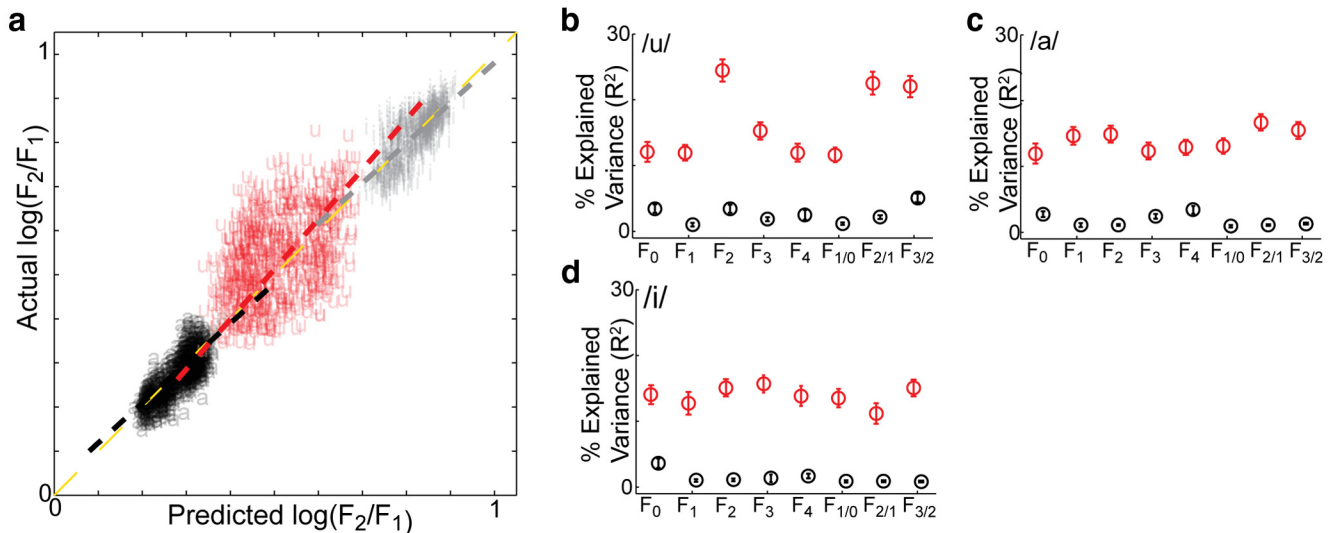 a
1
Actual log(F2/F1)
0
0
Predicted log(F2/F1)
1
b
30
/u/
% Explained
Variance (R²)
0
F0 F1 F2 F3 F4 F1/0 F2/1 F3/2
c
30
/a/
% Explained
Variance (R²)
0
F0 F1 F2 F3 F4 F1/0 F2/1 F3/2
d
30
/i/
% Explained
Variance (R²)
0
F0 F1 F2 F3 F4 F1/0 F2/1 F3/2